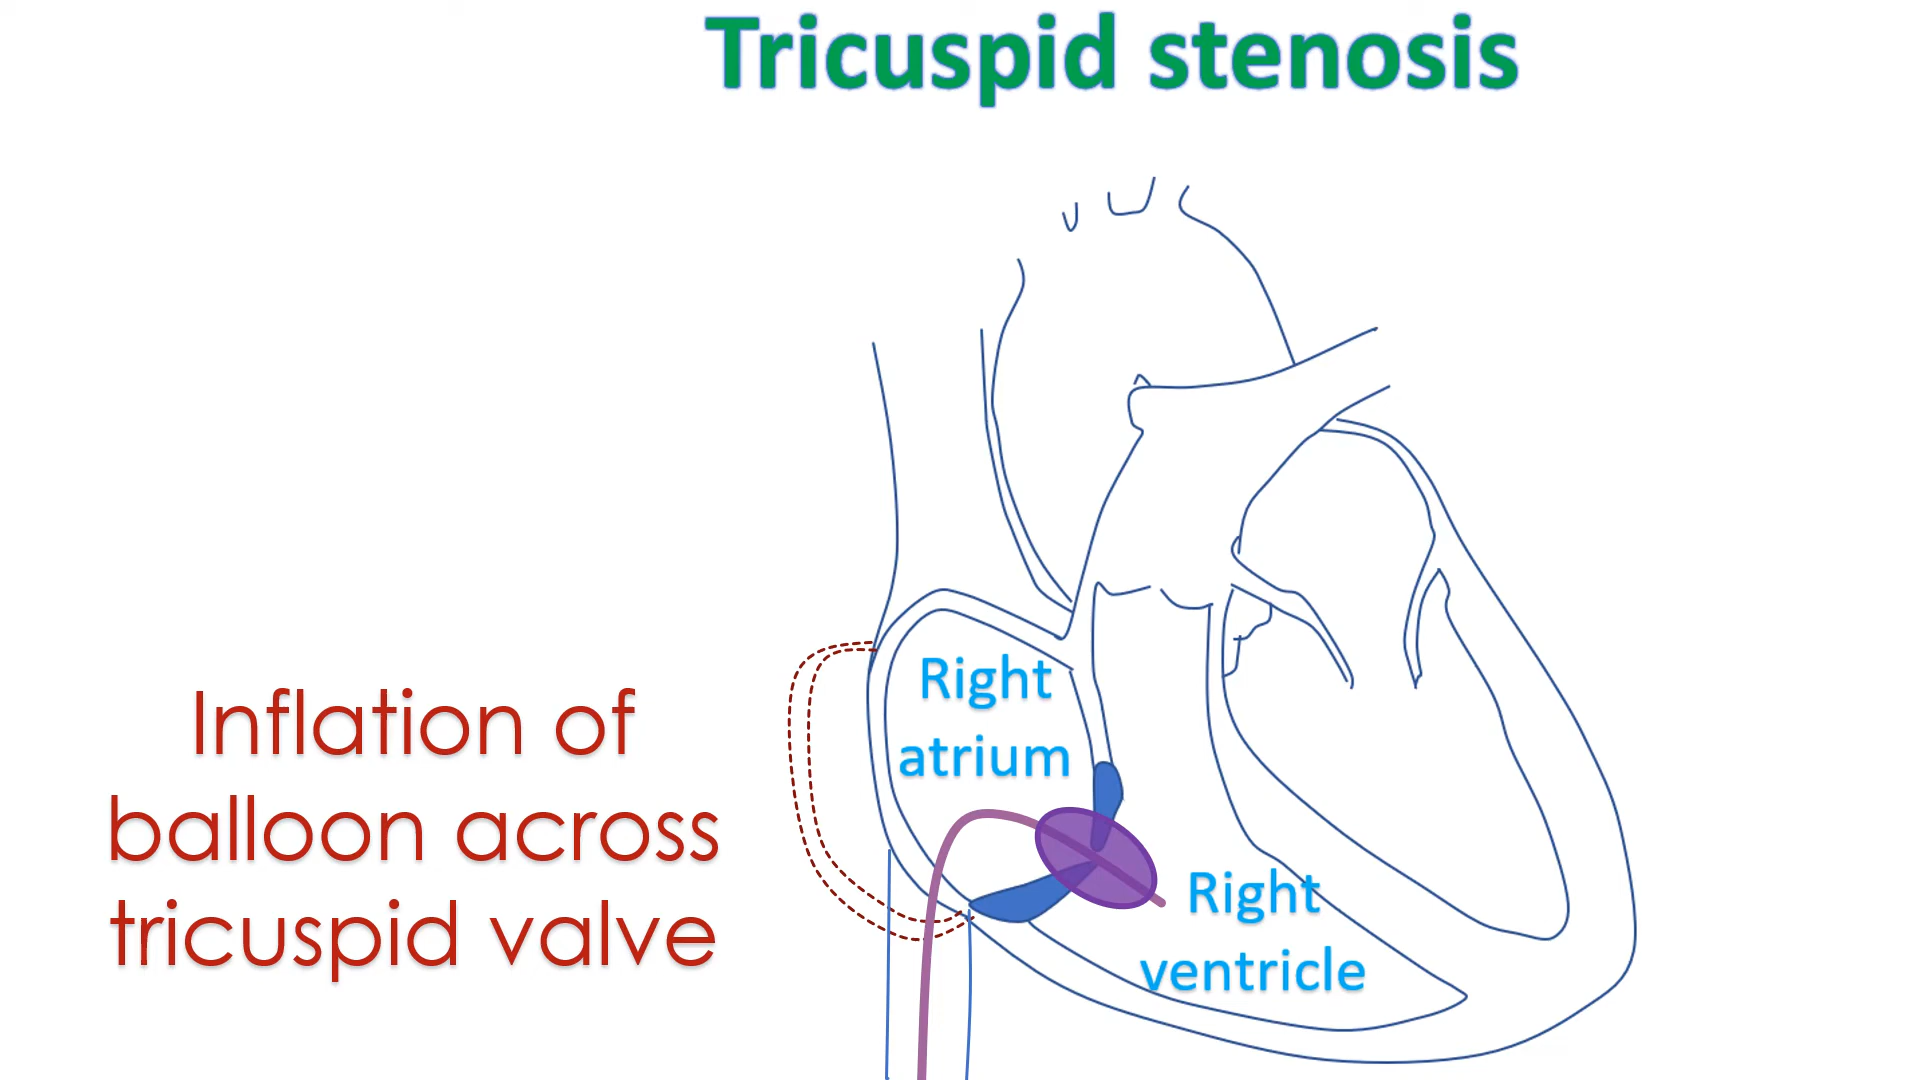 Tricuspid stenosis
Right
atrium
Inflation of
balloon across
tricuspid valve
Right
ventricle